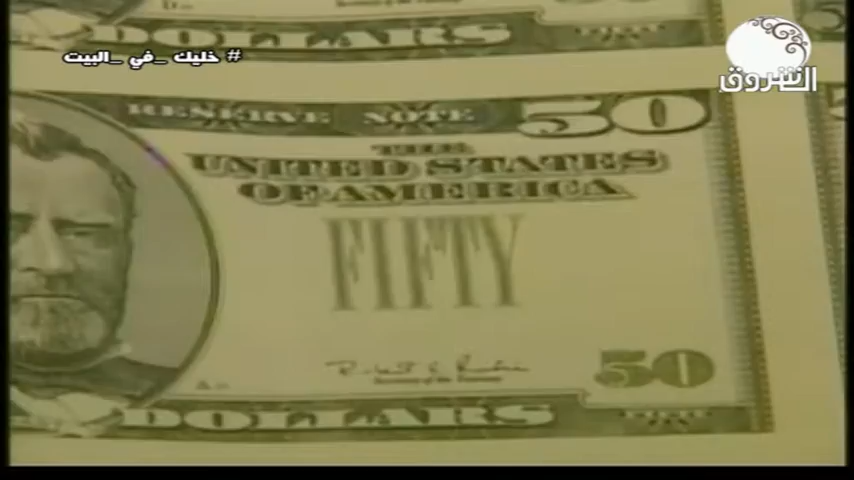 DOLLARS
# خليك _في _البيت
الشروق
RESERVE NOTE
50
THE
UNITED STATES
OF AMERICA
FIFTY
50
DOLLARS